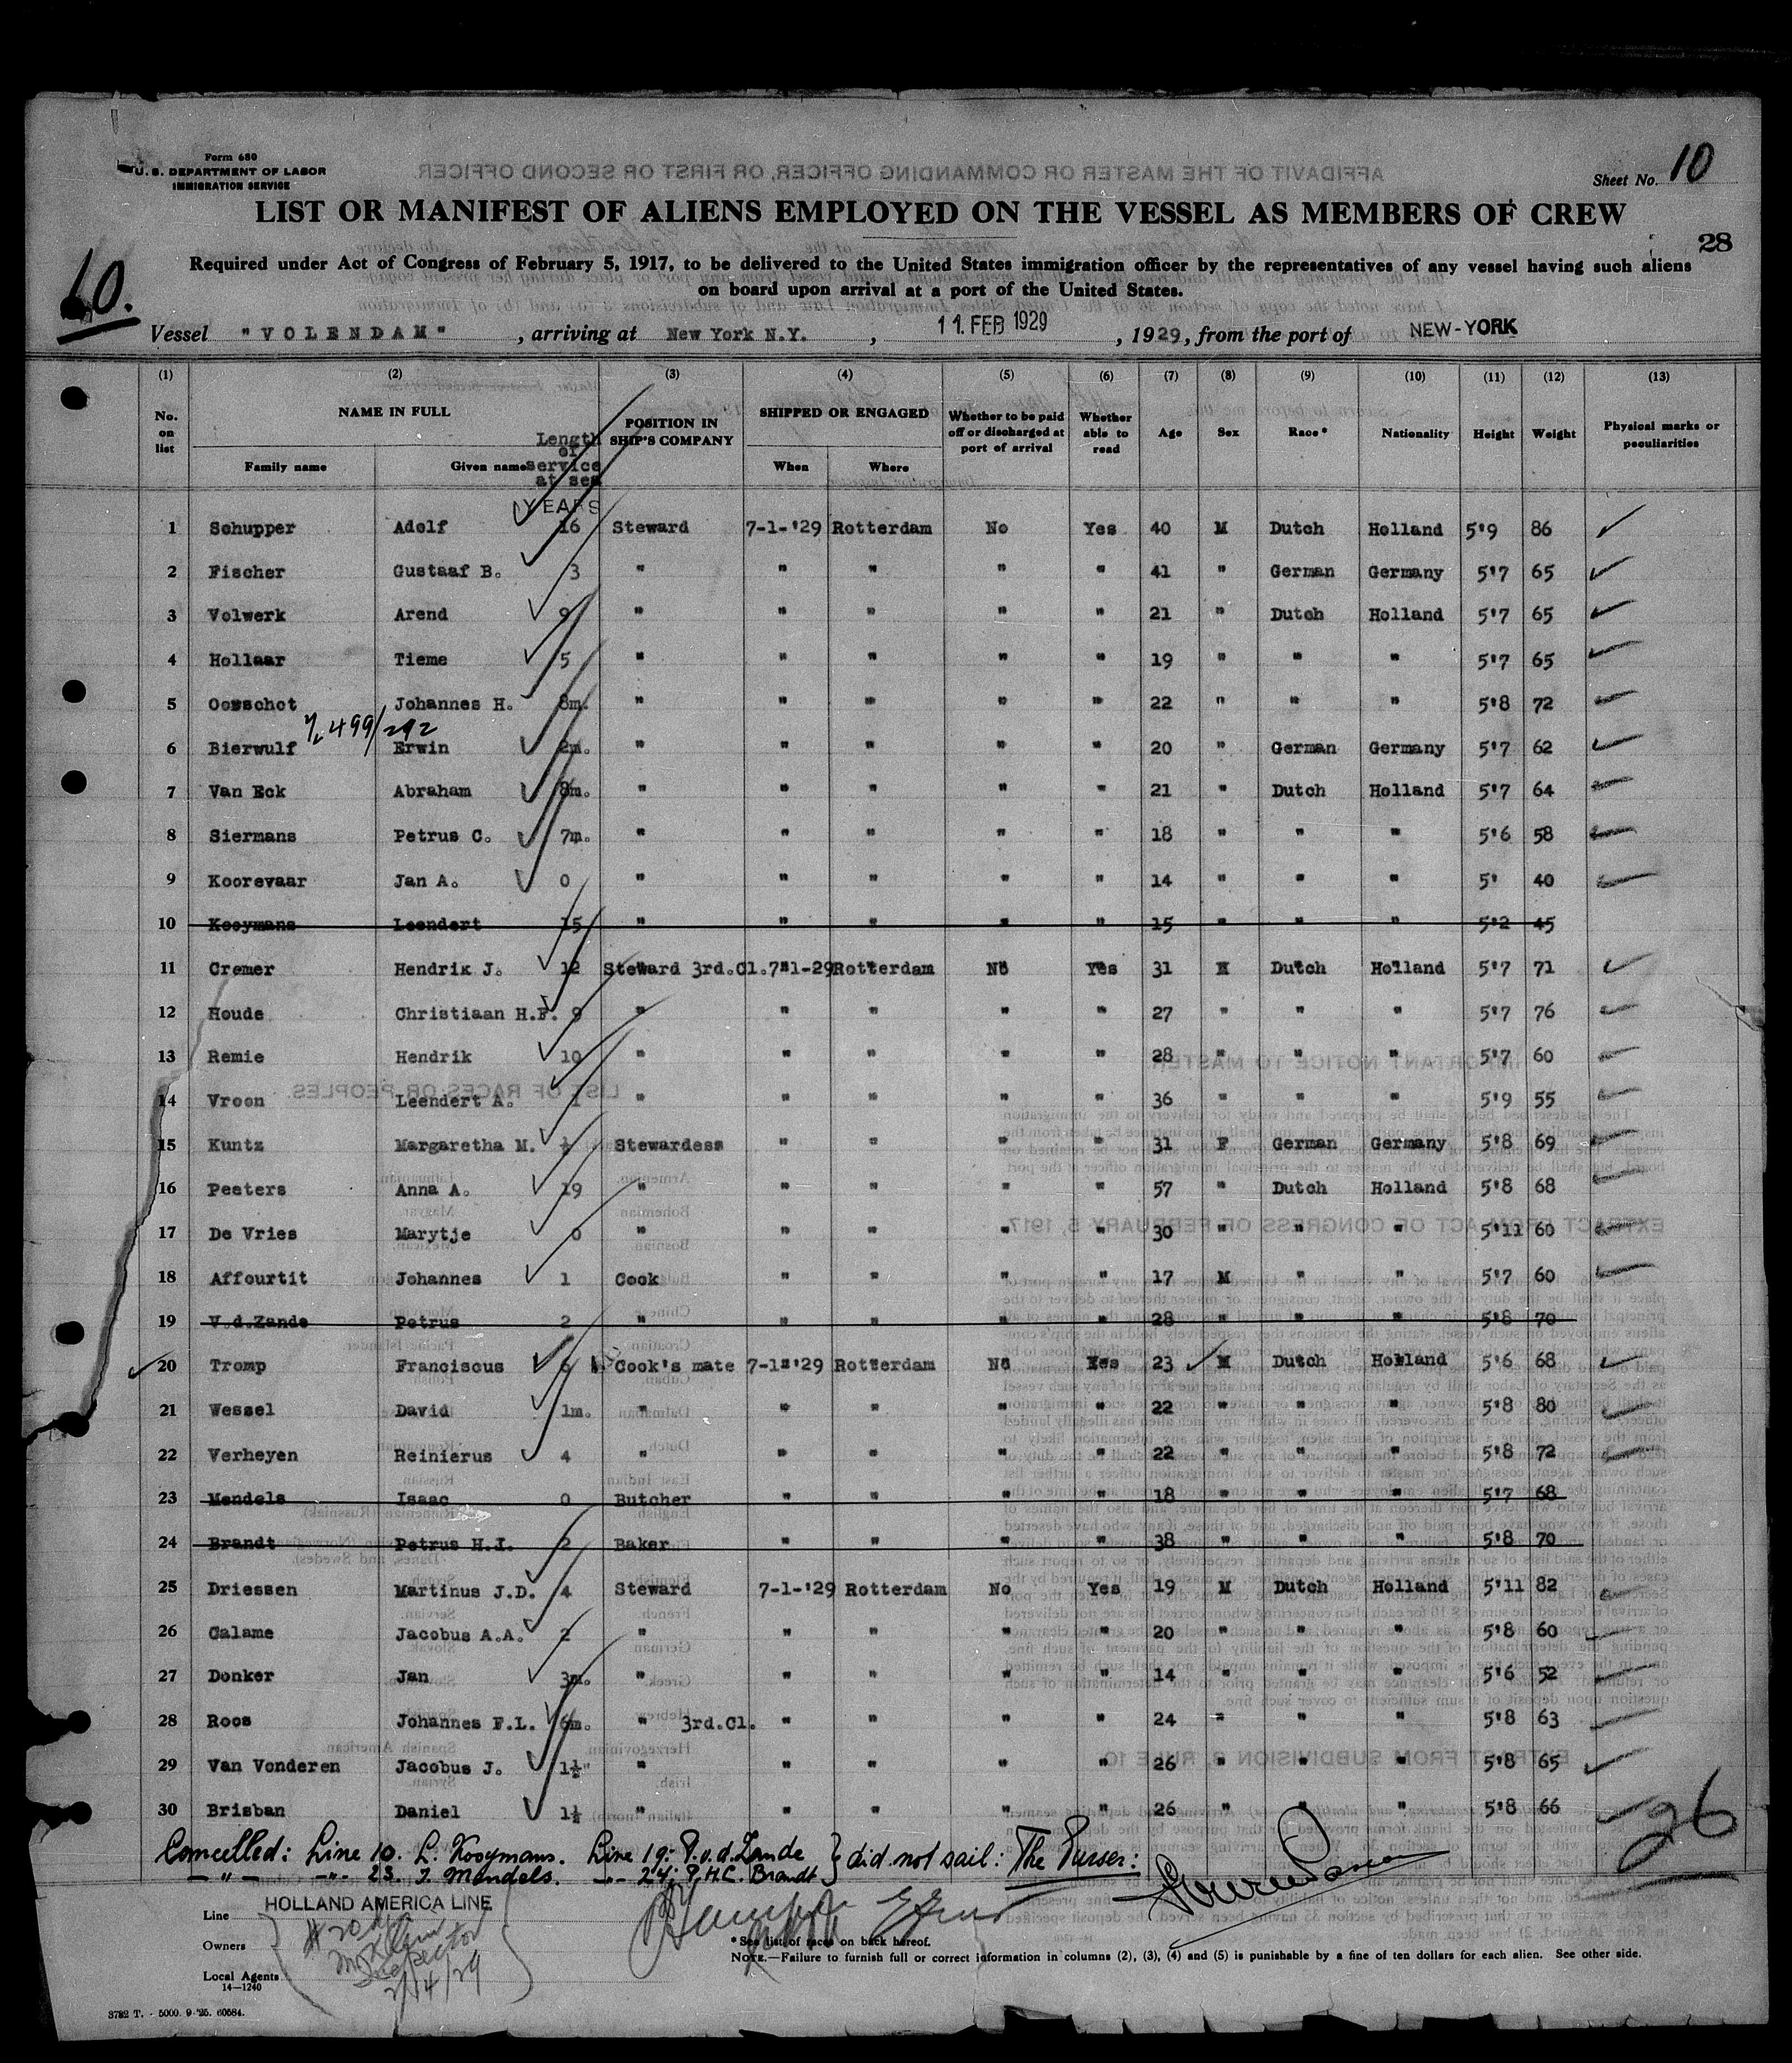 Form 680
U. S. DEPARTMENT OF LABOR
IMMIGRATION SERVICE
Sheet No. 10
LIST OR MANIFEST OF ALIENS EMPLOYED ON THE VESSEL AS MEMBERS OF CREW
28
10.
Required under Act of Congress of February 5, 1917, to be delivered to the United States immigration officer by the representatives of any vessel having such aliens
on board upon arrival at a port of the United States.
Vessel "VOLENDAM", arriving at New York N.Y., 11 FEB 1929, 1929, from the port of NEW-YORK
(1) (2) (3) (4) (5) (6) (7) (8) (9) (10) (11) (12) (13)
No. on list NAME IN FULL Family name Given name Length of service at sea YEARS POSITION IN SHIP'S COMPANY SHIPPED OR ENGAGED When Where Whether to be paid off or discharged at port of arrival Whether able to read Age Sex Race* Nationality Height Weight Physical marks or peculiarities
1 Schupper Adolf 16 Steward 7-1-'29 Rotterdam No Yes 40 M Dutch Holland 5'9 86
2 Fischer Gustaaf B. 3 " " " " " 41 " German Germany 5'7 65
3 Volwerk Arend 9 " " " " " 21 " Dutch Holland 5'7 65
4 Hollaar Tieme 5 " " " " " 19 " " " 5'7 65
5 Oosschot Johannes H. 8m. " " " " " 22 " " " 5'8 72
499/292
6 Bierwulf Erwin 2m. " " " " " 20 " German Germany 5'7 62
7 Van Eck Abraham 8m. " " " " " 21 " Dutch Holland 5'7 64
8 Siermans Petrus C. 7m. " " " " " 18 " " " 5'6 58
9 Koorevaar Jan A. 0 " " " " " 14 " " " 5' 40
10 Kooymans Leendert 15 " " " " " 15 " " " 5'2 45
11 Cremer Hendrik J. 12 Steward 3rd.Cl. 7-1-29 Rotterdam No Yes 31 M Dutch Holland 5'7 71
12 Houde Christiaan H.F. 9 " " " " " 27 " " " 5'7 76
13 Remie Hendrik 10 " " " " " 28 " " " 5'7 60
14 Vroon Leendert A. 1 " " " " " 36 " " " 5'9 55
15 Kuntz Margaretha M. ½ Stewardess " " " " 31 F German Germany 5'8 69
16 Peeters Anna A. 19 " " " " " 57 " Dutch Holland 5'8 68
17 De Vries Marytje 0 " " " " " 30 " " " 5'11 60
18 Affourtit Johannes 1 Cook " " " " 17 M " " 5'7 60
19 V.d.Zande Petrus 2 " " " " " 28 " " " 5'8 70
20 Tromp Franciscus 6 Cook's mate 7-1-'29 Rotterdam No Yes 23 M Dutch Holland 5'6 68
21 Wessel David 1m. " " " " " 22 " " " 5'8 80
22 Verheyen Reinierus 4 " " " " " 22 " " " 5'8 72
23 Mendels Isaac 0 Butcher " " " " 18 " " " 5'7 68
24 Brandt Petrus H.I. 2 Baker " " " " 38 " " " 5'8 70
25 Driessen Martinus J.D. 4 Steward 7-1-'29 Rotterdam No Yes 19 M Dutch Holland 5'11 82
26 Calame Jacobus A.A. 2 " " " " " 20 " " " 5'8 60
27 Donker Jan 3m. " " " " " 14 " " " 5'6 52
28 Roos Johannes F.L. 6m. " 3rd.Cl. " " " " 24 " " " 5'8 63
29 Van Vonderen Jacobus J. 1½" " " " " " 26 " " " 5'8 65
30 Brisban Daniel 1½ " " " " " 26 " " " 5'8 66
26
Cancelled: Line 10. L. Kooymans. Line 19: P.v.d.Zande } did not sail: The Purser:
- " - -"- 23. I. Mendels. -"- 24: P.H.C. Brandt
Line HOLLAND AMERICA LINE
Owners
Local Agents
Inspector
2/14/29
14—1240
*See list of races on back hereof.
NOTE.—Failure to furnish full or correct information in columns (2), (3), (4) and (5) is punishable by a fine of ten dollars for each alien. See other side.
3782 T. - 5000. 9-'25. 60584.